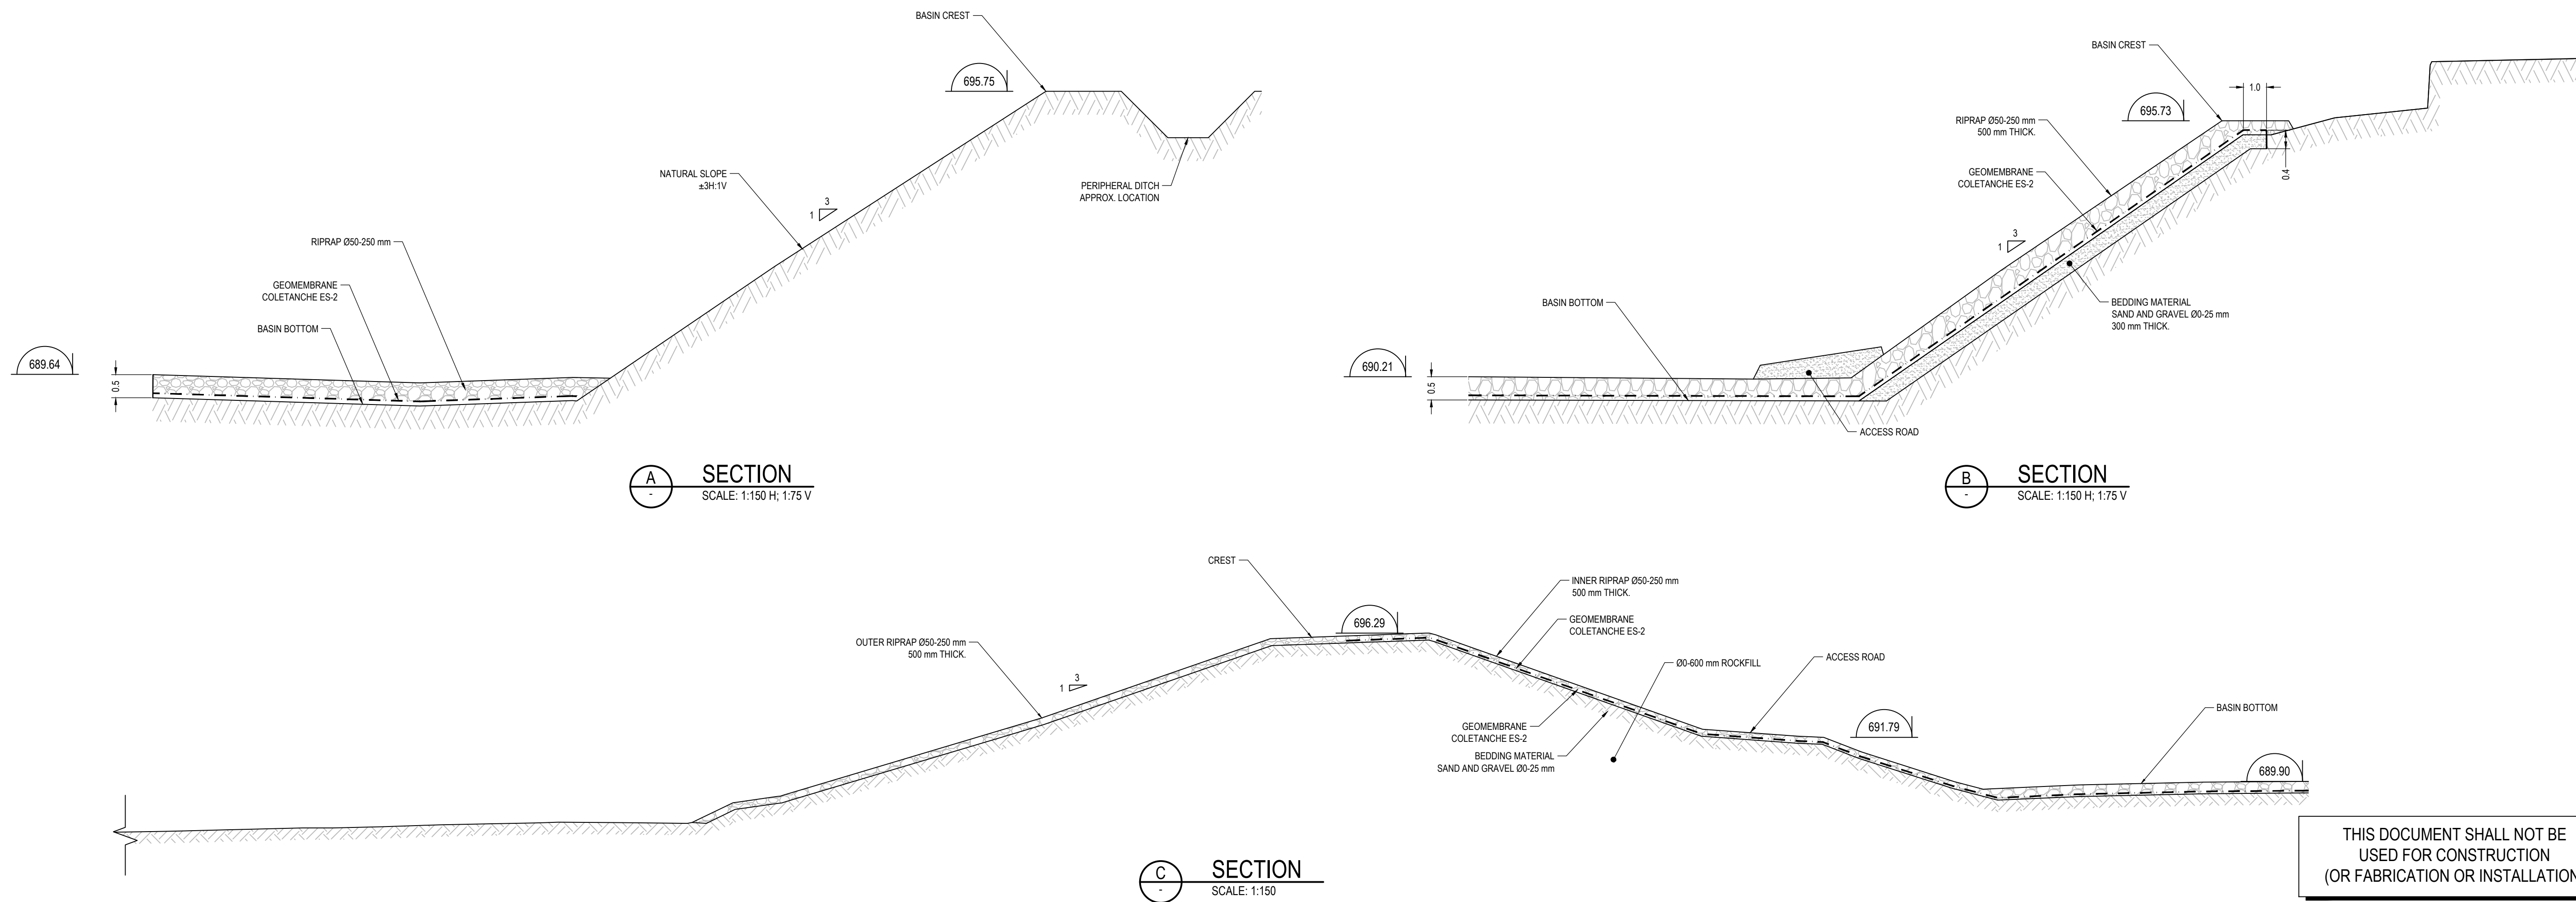 BASIN CREST
695.75
NATURAL SLOPE
±3H:1V
3
1
PERIPHERAL DITCH
APPROX. LOCATION
RIPRAP Ø50-250 mm
GEOMEMBRANE
COLETANCHE ES-2
BASIN BOTTOM
689.64
0.5
A
-
SECTION
SCALE: 1:150 H; 1:75 V
BASIN CREST
1.0
695.73
RIPRAP Ø50-250 mm
500 mm THICK.
GEOMEMBRANE
COLETANCHE ES-2
0.4
3
1
BEDDING MATERIAL
SAND AND GRAVEL Ø0-25 mm
300 mm THICK.
BASIN BOTTOM
690.21
0.5
ACCESS ROAD
B
-
SECTION
SCALE: 1:150 H; 1:75 V
CREST
696.29
INNER RIPRAP Ø50-250 mm
500 mm THICK.
GEOMEMBRANE
COLETANCHE ES-2
OUTER RIPRAP Ø50-250 mm
500 mm THICK.
3
1
Ø0-600 mm ROCKFILL
ACCESS ROAD
GEOMEMBRANE
COLETANCHE ES-2
BEDDING MATERIAL
SAND AND GRAVEL Ø0-25 mm
691.79
BASIN BOTTOM
689.90
C
-
SECTION
SCALE: 1:150
THIS DOCUMENT SHALL NOT BE
USED FOR CONSTRUCTION
(OR FABRICATION OR INSTALLATION